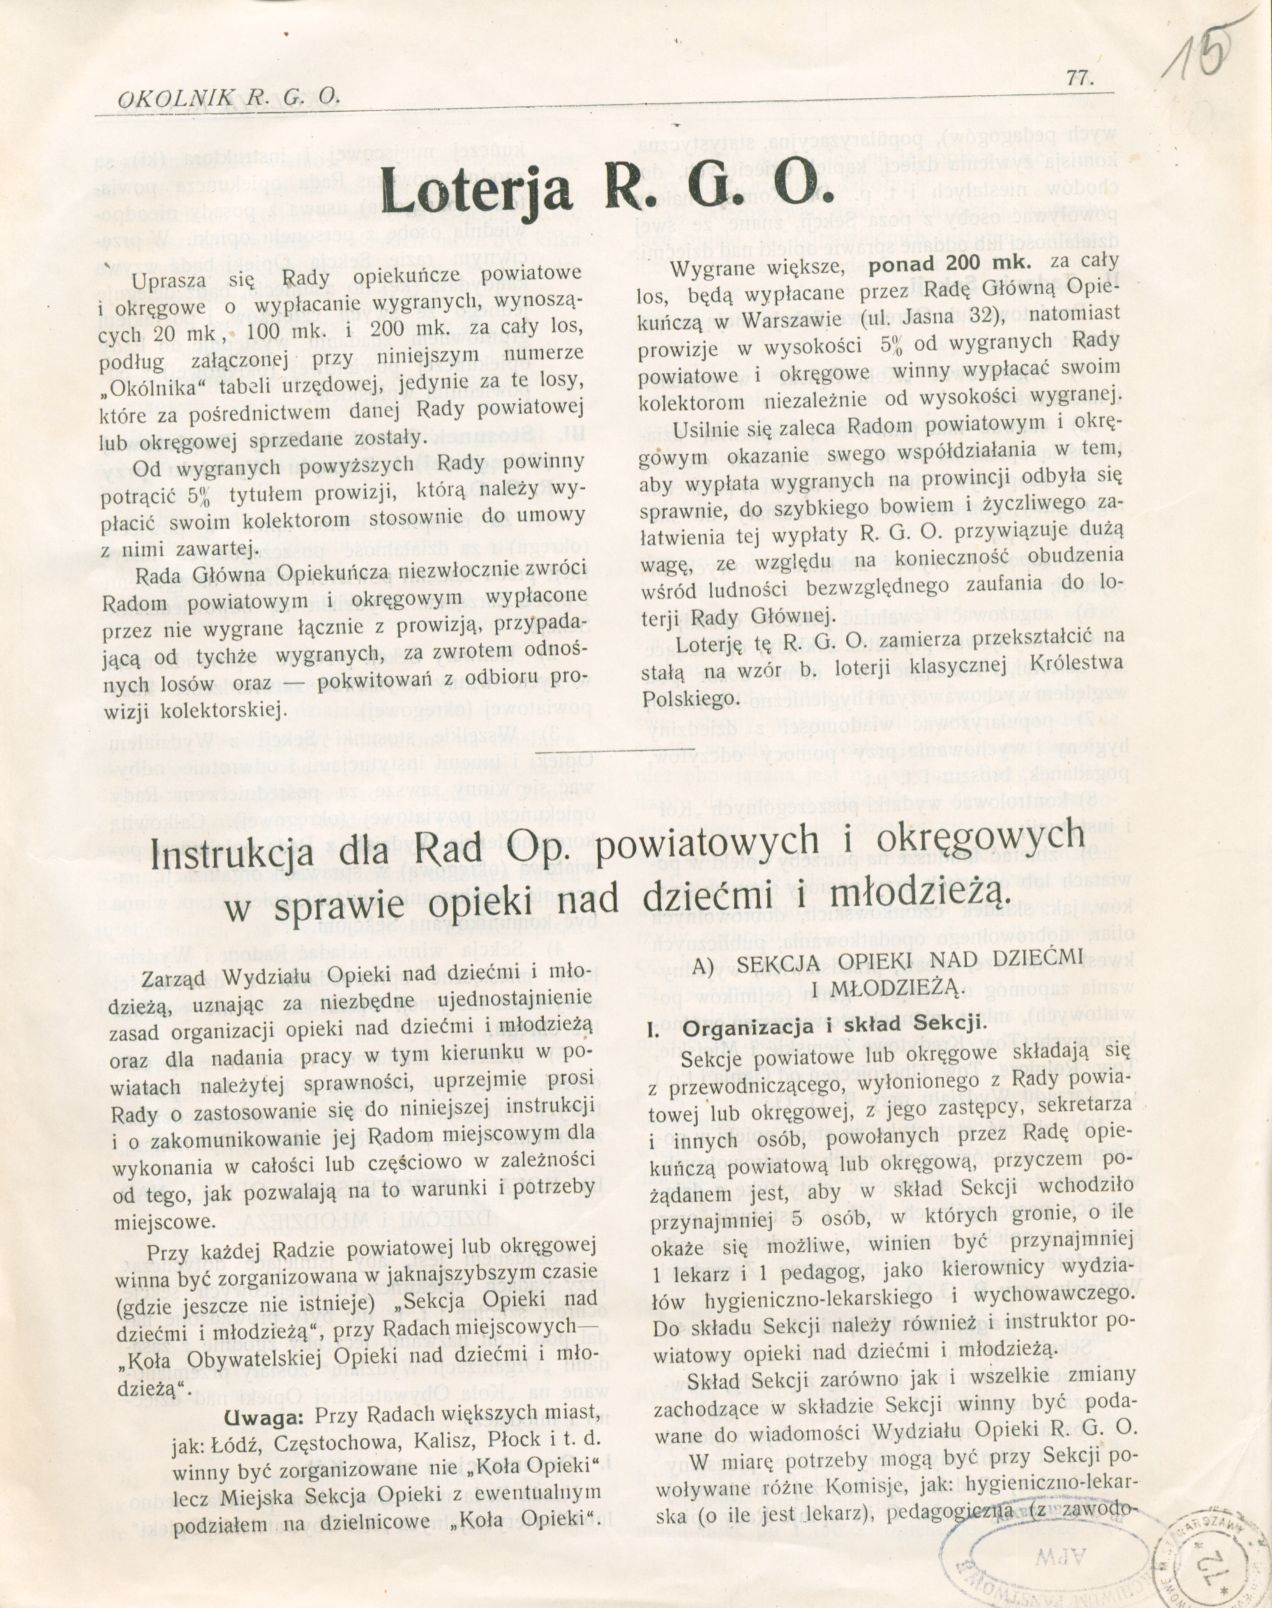 OKOLNIK R. G. O.
77.
15
Loterja R. G. O.
Uprasza się Rady opiekuńcze powiatowe
i okręgowe o wypłacanie wygranych, wynoszą-
cych 20 mk, 100 mk. i 200 mk. za cały los,
podług załączonej przy niniejszym numerze
„Okólnika“ tabeli urzędowej, jedynie za te losy,
które za pośrednictwem danej Rady powiatowej
lub okręgowej sprzedane zostały.
Od wygranych powyższych Rady powinny
potrącić 5% tytułem prowizji, którą należy wy-
płacić swoim kolektorom stosownie do umowy
z nimi zawartej.
Rada Główna Opiekuńcza niezwłocznie zwróci
Radom powiatowym i okręgowym wypłacone
przez nie wygrane łącznie z prowizją, przypada-
jącą od tychże wygranych, za zwrotem odnoś-
nych losów oraz — pokwitowań z odbioru pro-
wizji kolektorskiej.
Wygrane większe, ponad 200 mk. za cały
los, będą wypłacane przez Radę Główną Opie-
kuńczą w Warszawie (ul. Jasna 32), natomiast
prowizje w wysokości 5% od wygranych Rady
powiatowe i okręgowe winny wypłacać swoim
kolektorom niezależnie od wysokości wygranej.
Usilnie się zaleca Radom powiatowym i okrę-
gowym okazanie swego współdziałania w tem,
aby wypłata wygranych na prowincji odbyła się
sprawnie, do szybkiego bowiem i życzliwego za-
łatwienia tej wypłaty R. G. O. przywiązuje dużą
wagę, ze względu na konieczność obudzenia
wśród ludności bezwzględnego zaufania do lo-
terji Rady Głównej.
Loterję tę R. G. O. zamierza przekształcić na
stałą na wzór b. loterji klasycznej Królestwa
Polskiego.
Instrukcja dla Rad Op. powiatowych i okręgowych
w sprawie opieki nad dziećmi i młodzieżą.
Zarząd Wydziału Opieki nad dziećmi i mło-
dzieżą, uznając za niezbędne ujednostajnienie
zasad organizacji opieki nad dziećmi i młodzieżą
oraz dla nadania pracy w tym kierunku w po-
wiatach należytej sprawności, uprzejmie prosi
Rady o zastosowanie się do niniejszej instrukcji
i o zakomunikowanie jej Radom miejscowym dla
wykonania w całości lub częściowo w zależności
od tego, jak pozwalają na to warunki i potrzeby
miejscowe.
Przy każdej Radzie powiatowej lub okręgowej
winna być zorganizowana w jaknajszybszym czasie
(gdzie jeszcze nie istnieje) „Sekcja Opieki nad
dziećmi i młodzieżą“, przy Radach miejscowych—
„Koła Obywatelskiej Opieki nad dziećmi i mło-
dzieżą“.
Uwaga: Przy Radach większych miast,
jak: Łódź, Częstochowa, Kalisz, Płock i t. d.
winny być zorganizowane nie „Koła Opieki“
lecz Miejska Sekcja Opieki z ewentualnym
podziałem na dzielnicowe „Koła Opieki“.
A) SEKCJA OPIEKI NAD DZIEĆMI
I MŁODZIEŻĄ.
I. Organizacja i skład Sekcji.
Sekcje powiatowe lub okręgowe składają się
z przewodniczącego, wyłonionego z Rady powia-
towej lub okręgowej, z jego zastępcy, sekretarza
i innych osób, powołanych przez Radę opie-
kuńczą powiatową lub okręgową, przyczem po-
żądanem jest, aby w skład Sekcji wchodziło
przynajmniej 5 osób, w których gronie, o ile
okaże się możliwe, winien być przynajmniej
1 lekarz i 1 pedagog, jako kierownicy wydzia-
łów hygieniczno-lekarskiego i wychowawczego.
Do składu Sekcji należy również i instruktor po-
wiatowy opieki nad dziećmi i młodzieżą.
Skład Sekcji zarówno jak i wszelkie zmiany
zachodzące w składzie Sekcji winny być poda-
wane do wiadomości Wydziału Opieki R. G. O.
W miarę potrzeby mogą być przy Sekcji po-
woływane różne Komisje, jak: hygieniczno-lekar-
ska (o ile jest lekarz), pedagogiczna (z zawodo-
APW
72